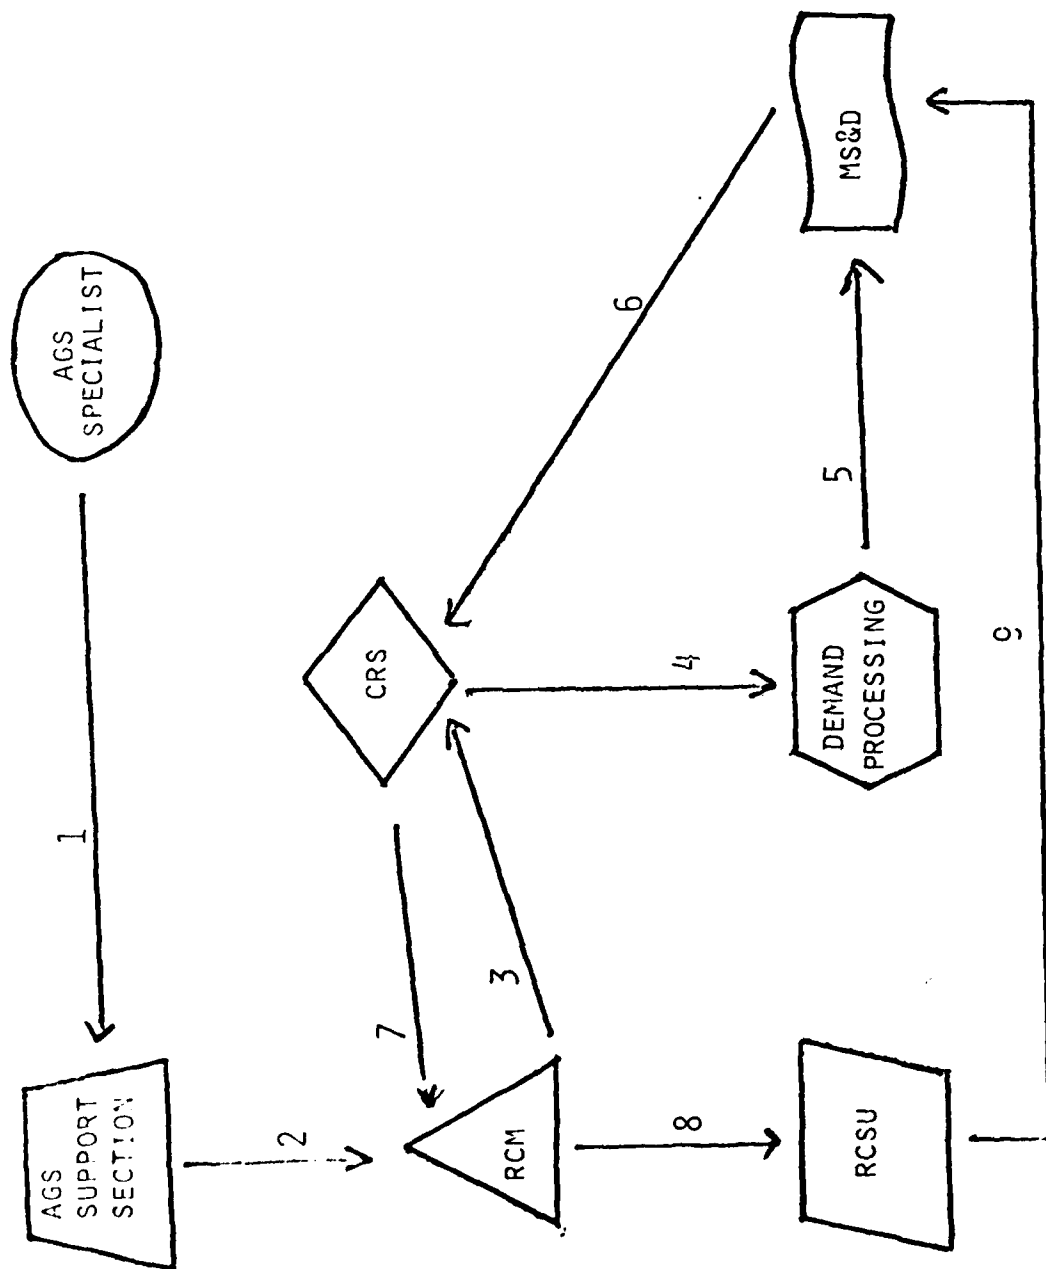 AGS
SUPPORT
SECTION
1
AGS
SPECIALIST
2
RCM
7
3
CRS
6
4
8
RCSU
DEMAND
PROCESSING
5
MS&D
9